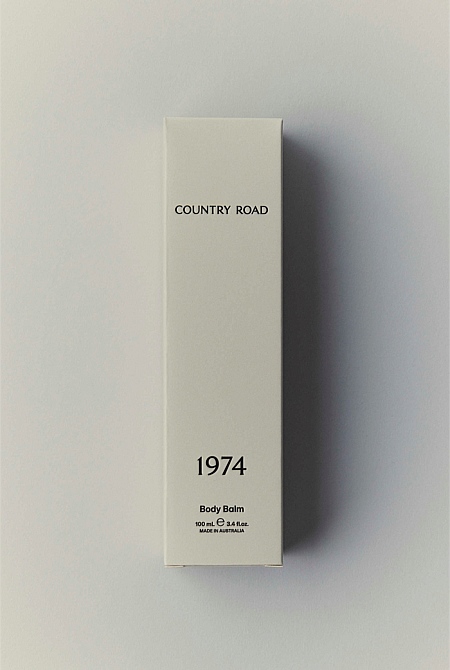 COUNTRY ROAD
1974
Body Balm
100 mL ℮ 3.4 fl.oz.
MADE IN AUSTRALIA